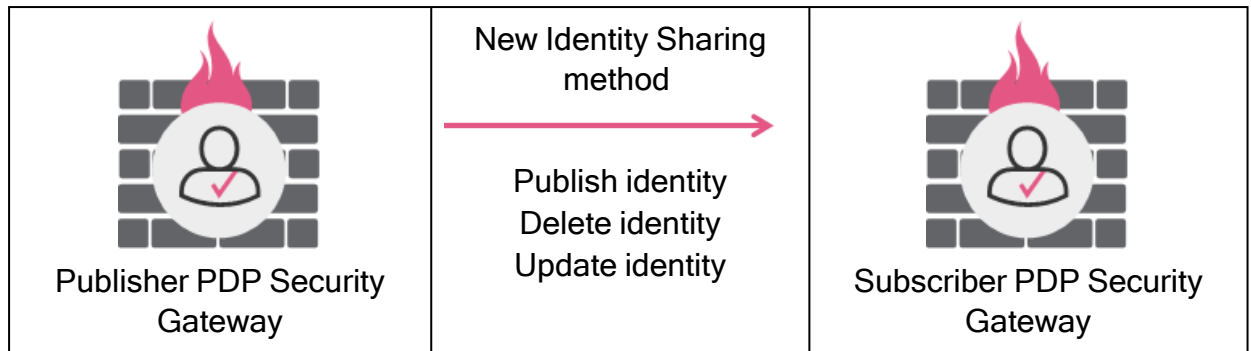 New Identity Sharing
method
Publish identity
Delete identity
Update identity
Publisher PDP Security
Gateway
Subscriber PDP Security
Gateway